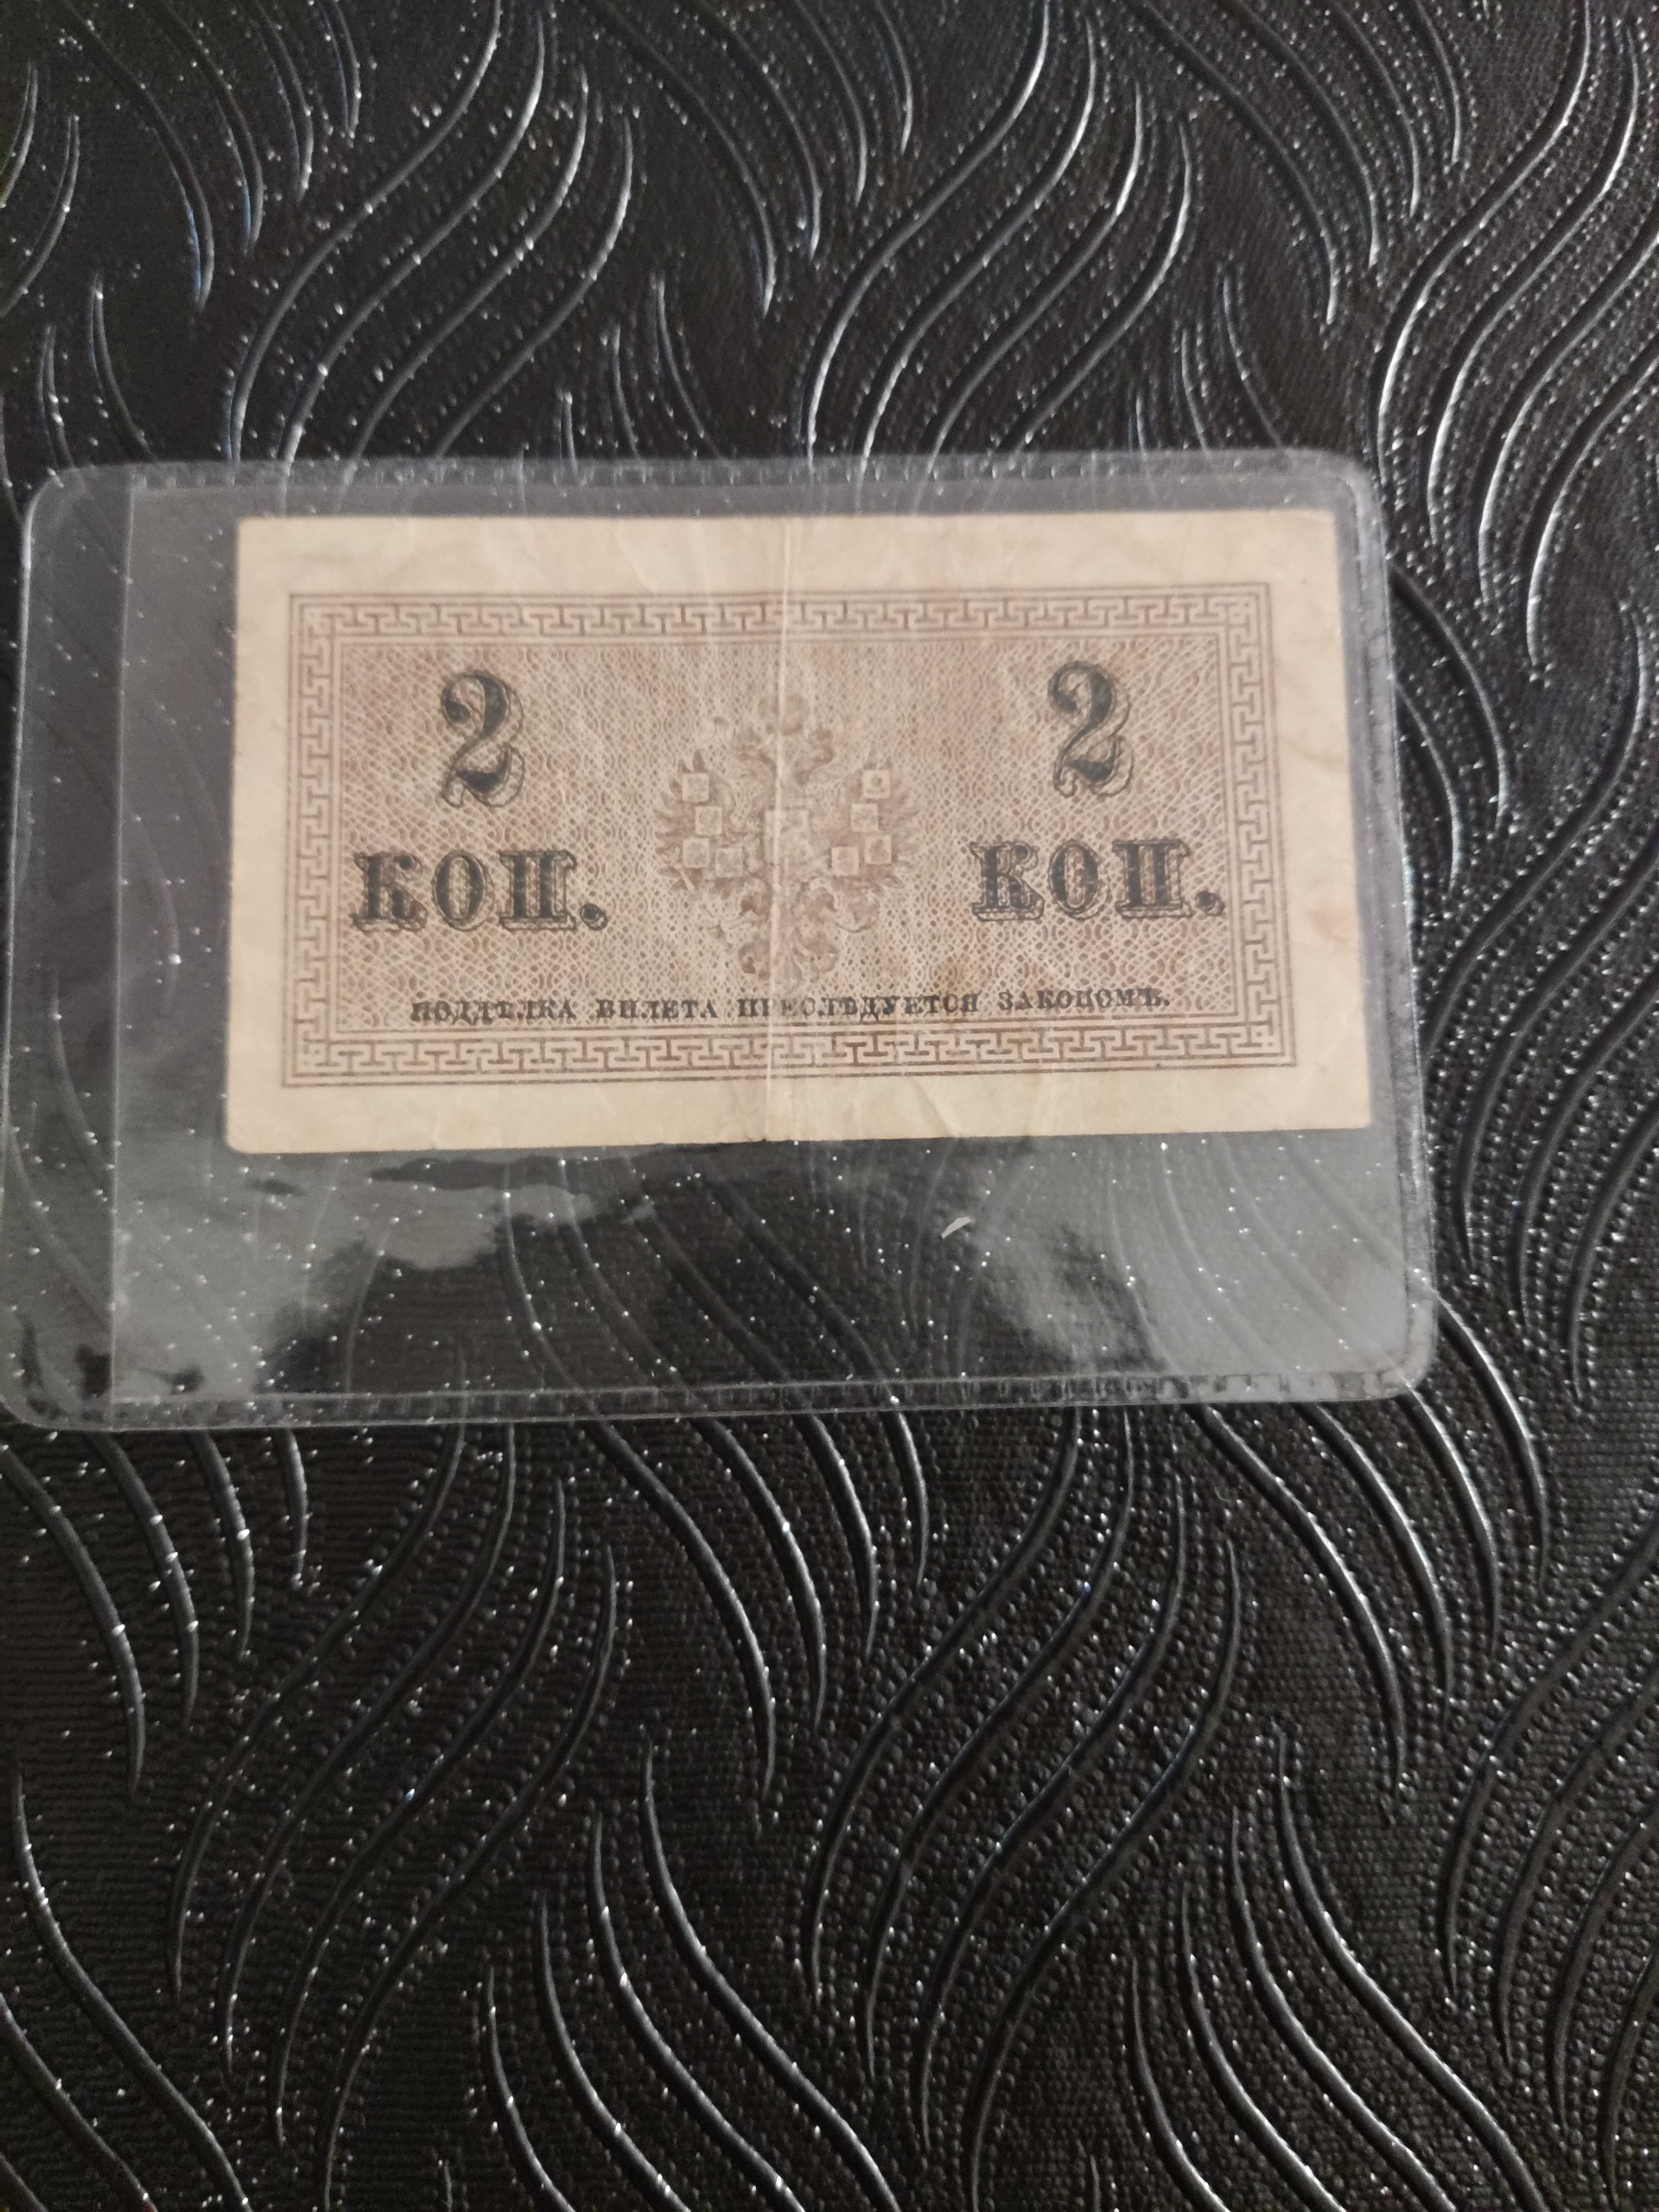 2 2
КОП. КОП.
ПОДДѢЛКА БИЛЕТА ПРЕСЛѢДУЕТСЯ ЗАКОНОМЪ.